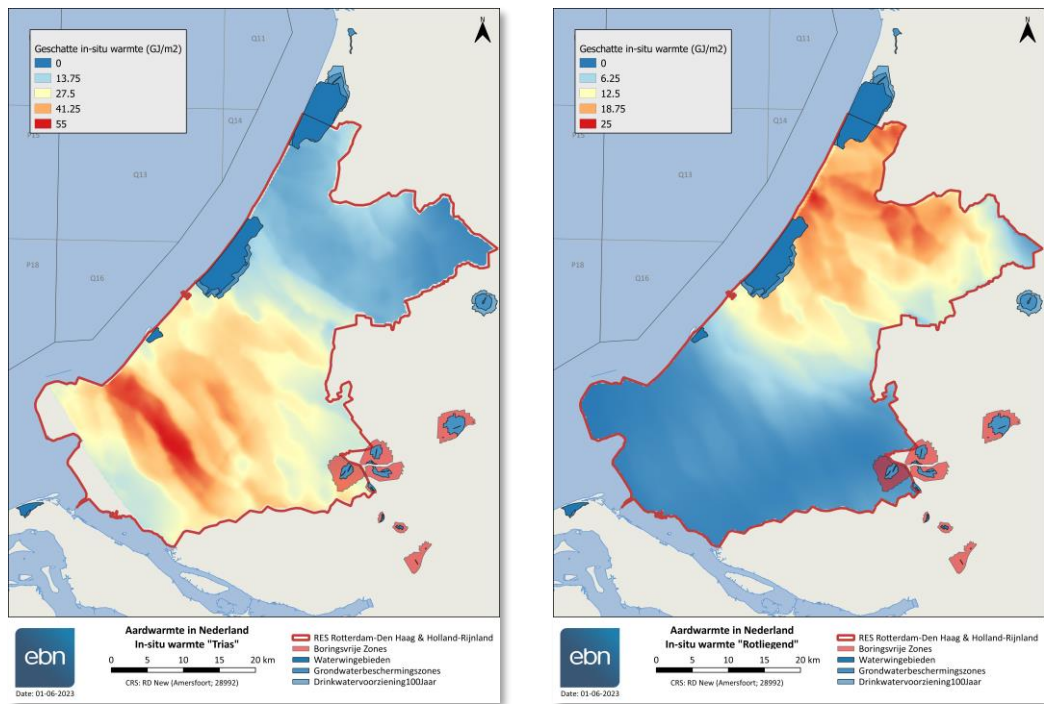 Geschatte in-situ warmte (GJ/m2)
0
13.75
27.5
41.25
55
N
Q11
Q14
P15
Q13
P18
Q16
ebn
Date: 01-06-2023
Aardwarmte in Nederland
In-situ warmte "Trias"
0 5 10 15 20 km
CRS: RD New (Amersfoort; 28992)
RES Rotterdam-Den Haag & Holland-Rijnland
Boringsvrije Zones
Waterwingebieden
Grondwaterbeschermingszones
Drinkwatervoorziening100Jaar
Geschatte in-situ warmte (GJ/m2)
0
6.25
12.5
18.75
25
N
Q11
Q14
P15
Q13
P18
Q16
ebn
Date: 01-06-2023
Aardwarmte in Nederland
In-situ warmte "Rotliegend"
0 5 10 15 20 km
CRS: RD New (Amersfoort; 28992)
RES Rotterdam-Den Haag & Holland-Rijnland
Boringsvrije Zones
Waterwingebieden
Grondwaterbeschermingszones
Drinkwatervoorziening100Jaar